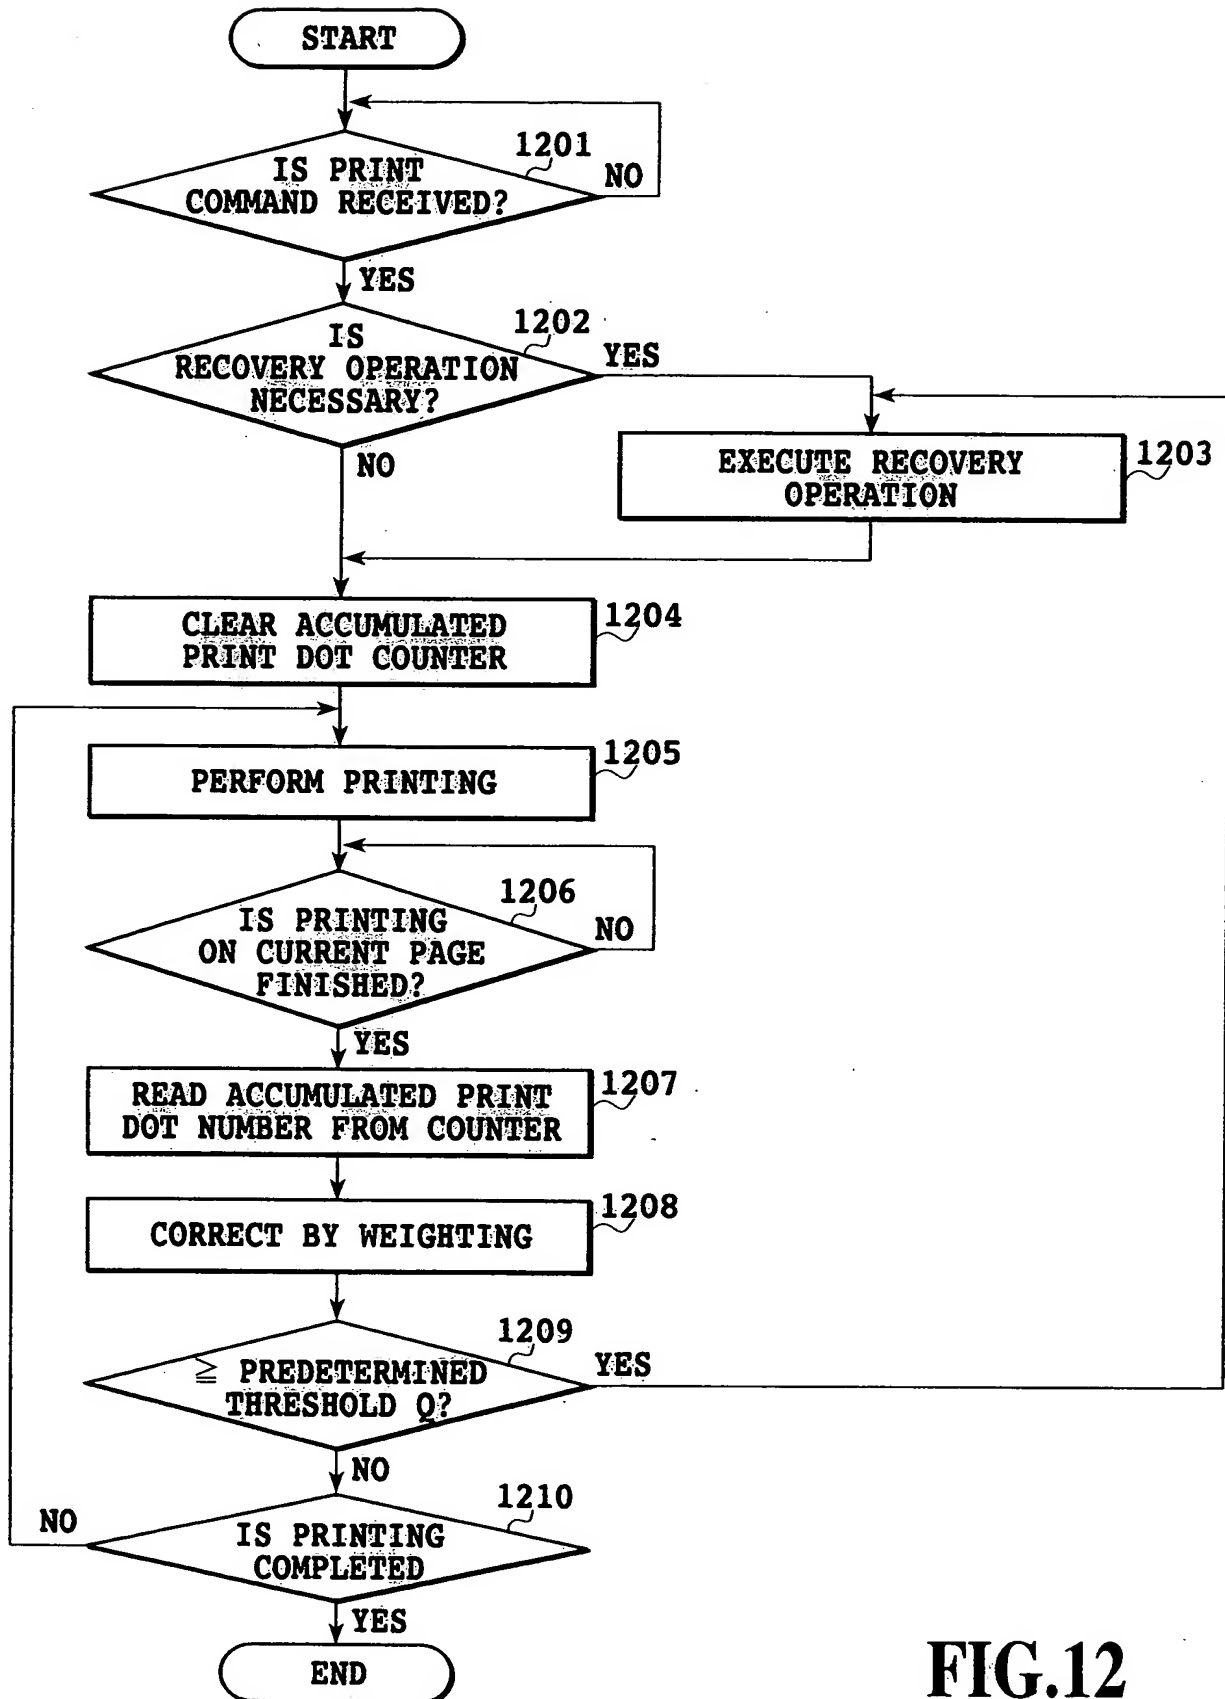 START
1201
IS PRINT
COMMAND RECEIVED?
NO
YES
1202
IS
RECOVERY OPERATION
NECESSARY?
YES
NO
EXECUTE RECOVERY
OPERATION
1203
CLEAR ACCUMULATED
PRINT DOT COUNTER
1204
PERFORM PRINTING
1205
1206
IS PRINTING
ON CURRENT PAGE
FINISHED?
NO
YES
READ ACCUMULATED PRINT
DOT NUMBER FROM COUNTER
1207
CORRECT BY WEIGHTING
1208
1209
≧ PREDETERMINED
THRESHOLD Q?
YES
NO
1210
IS PRINTING
COMPLETED
NO
YES
END
FIG.12